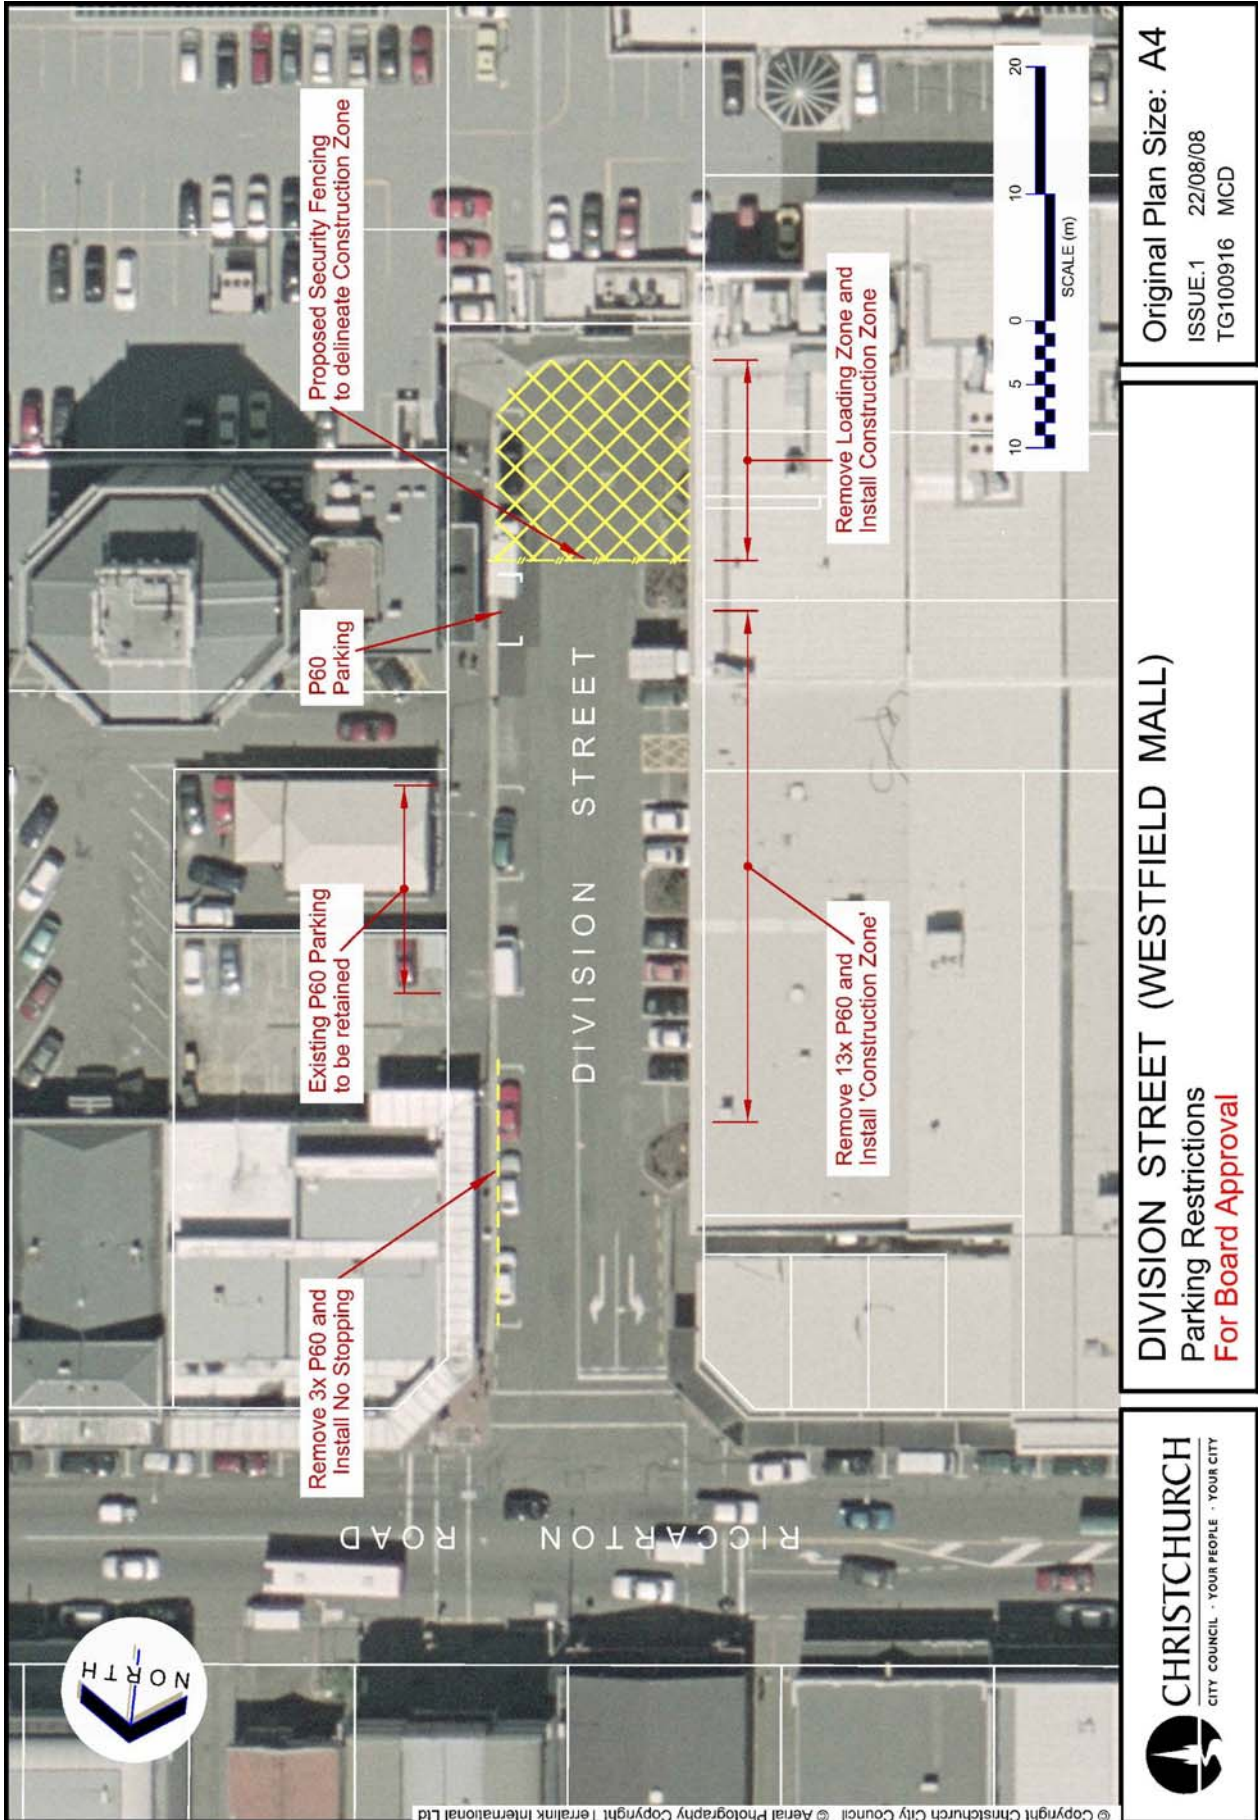 Proposed Security Fencing
to delineate Construction Zone
P60
Parking
Existing P60 Parking
to be retained
Remove 3x P60 and
Install No Stopping
DIVISION STREET
RICCARTON ROAD
Remove Loading Zone and
Install Construction Zone
Remove 13x P60 and
Install 'Construction Zone'
NORTH
10 5 0 10 20
SCALE (m)
© Copyright Christchurch City Council © Aerial Photography Copyright Terralink International Ltd
CHRISTCHURCH
CITY COUNCIL · YOUR PEOPLE · YOUR CITY
DIVISION STREET (WESTFIELD MALL)
Parking Restrictions
For Board Approval
Original Plan Size: A4
ISSUE.1 22/08/08
TG100916 MCD